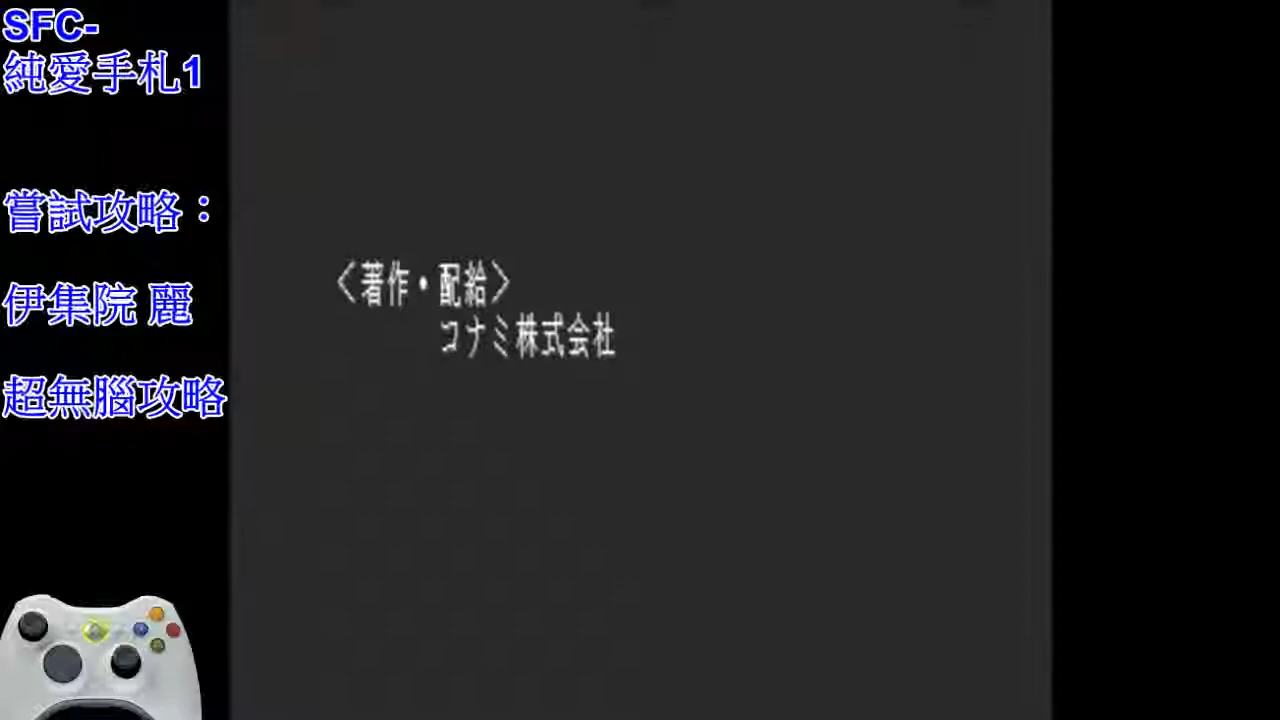 SFC-
純愛手札1
嘗試攻略：
伊集院 麗
超無腦攻略
〈著作・配給〉
コナミ株式会社